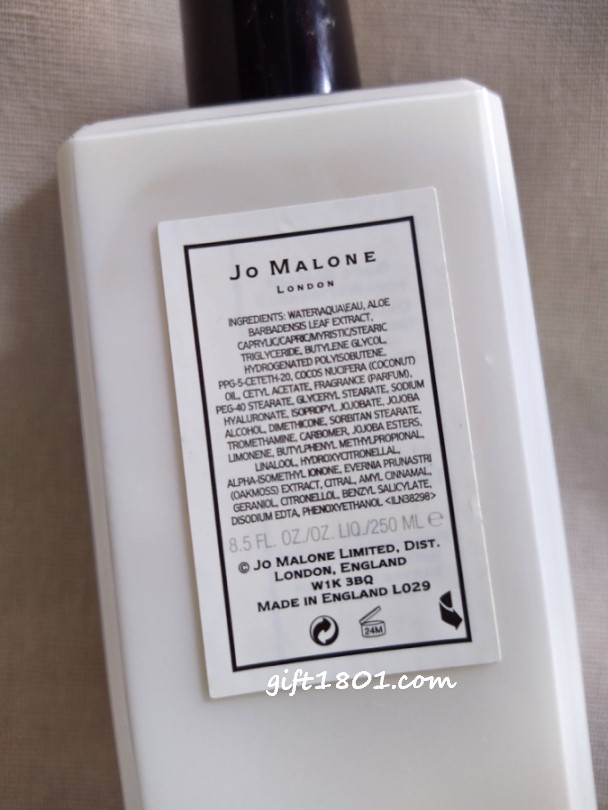 Jo Malone
London
INGREDIENTS: WATER\AQUA\EAU, ALOE
BARBADENSIS LEAF EXTRACT,
CAPRYLIC/CAPRIC/MYRISTIC/STEARIC
TRIGLYCERIDE, BUTYLENE GLYCOL,
HYDROGENATED POLYISOBUTENE,
PPG-5-CETETH-20, COCOS NUCIFERA (COCONUT)
OIL, CETYL ACETATE, FRAGRANCE (PARFUM),
PEG-40 STEARATE, GLYCERYL STEARATE, SODIUM
HYALURONATE, ISOPROPYL JOJOBATE, JOJOBA
ALCOHOL, DIMETHICONE, SORBITAN STEARATE,
TROMETHAMINE, CARBOMER, JOJOBA ESTERS,
LIMONENE, BUTYLPHENYL METHYLPROPIONAL,
LINALOOL, HYDROXYCITRONELLAL,
ALPHA-ISOMETHYL IONONE, EVERNIA PRUNASTRI
(OAKMOSS) EXTRACT, CITRAL, AMYL CINNAMAL,
GERANIOL, CITRONELLOL, BENZYL SALICYLATE,
DISODIUM EDTA, PHENOXYETHANOL <ILN38298>
8.5 FL. OZ./OZ. LIQ./250 ML ℮
© Jo Malone Limited, Dist.
London, England
W1K 3BQ
Made in England L029
24M
gift1801.com